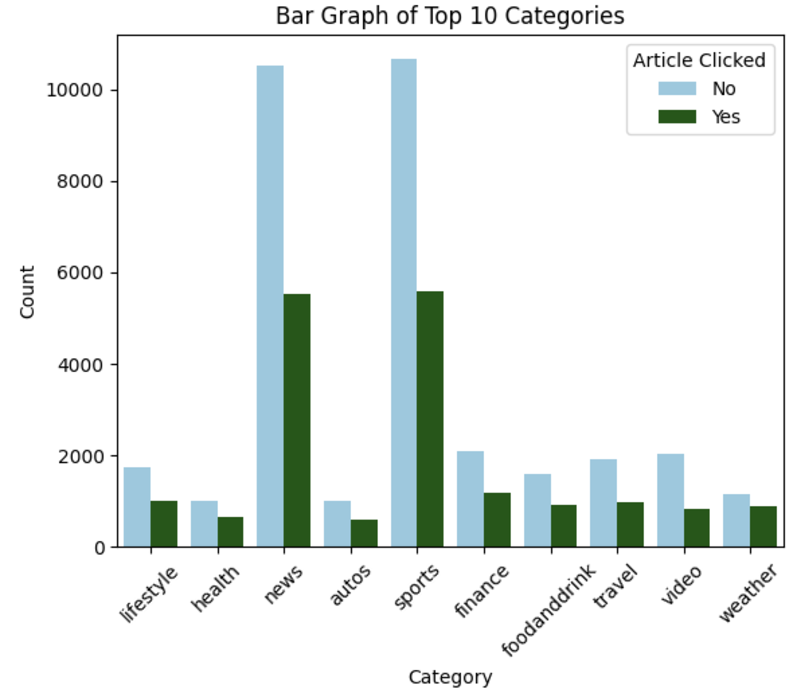 Bar Graph of Top 10 Categories
Article Clicked
No
Yes
10000
8000
6000
4000
2000
0
Count
lifestyle
health
news
autos
sports
finance
foodanddrink
travel
video
weather
Category